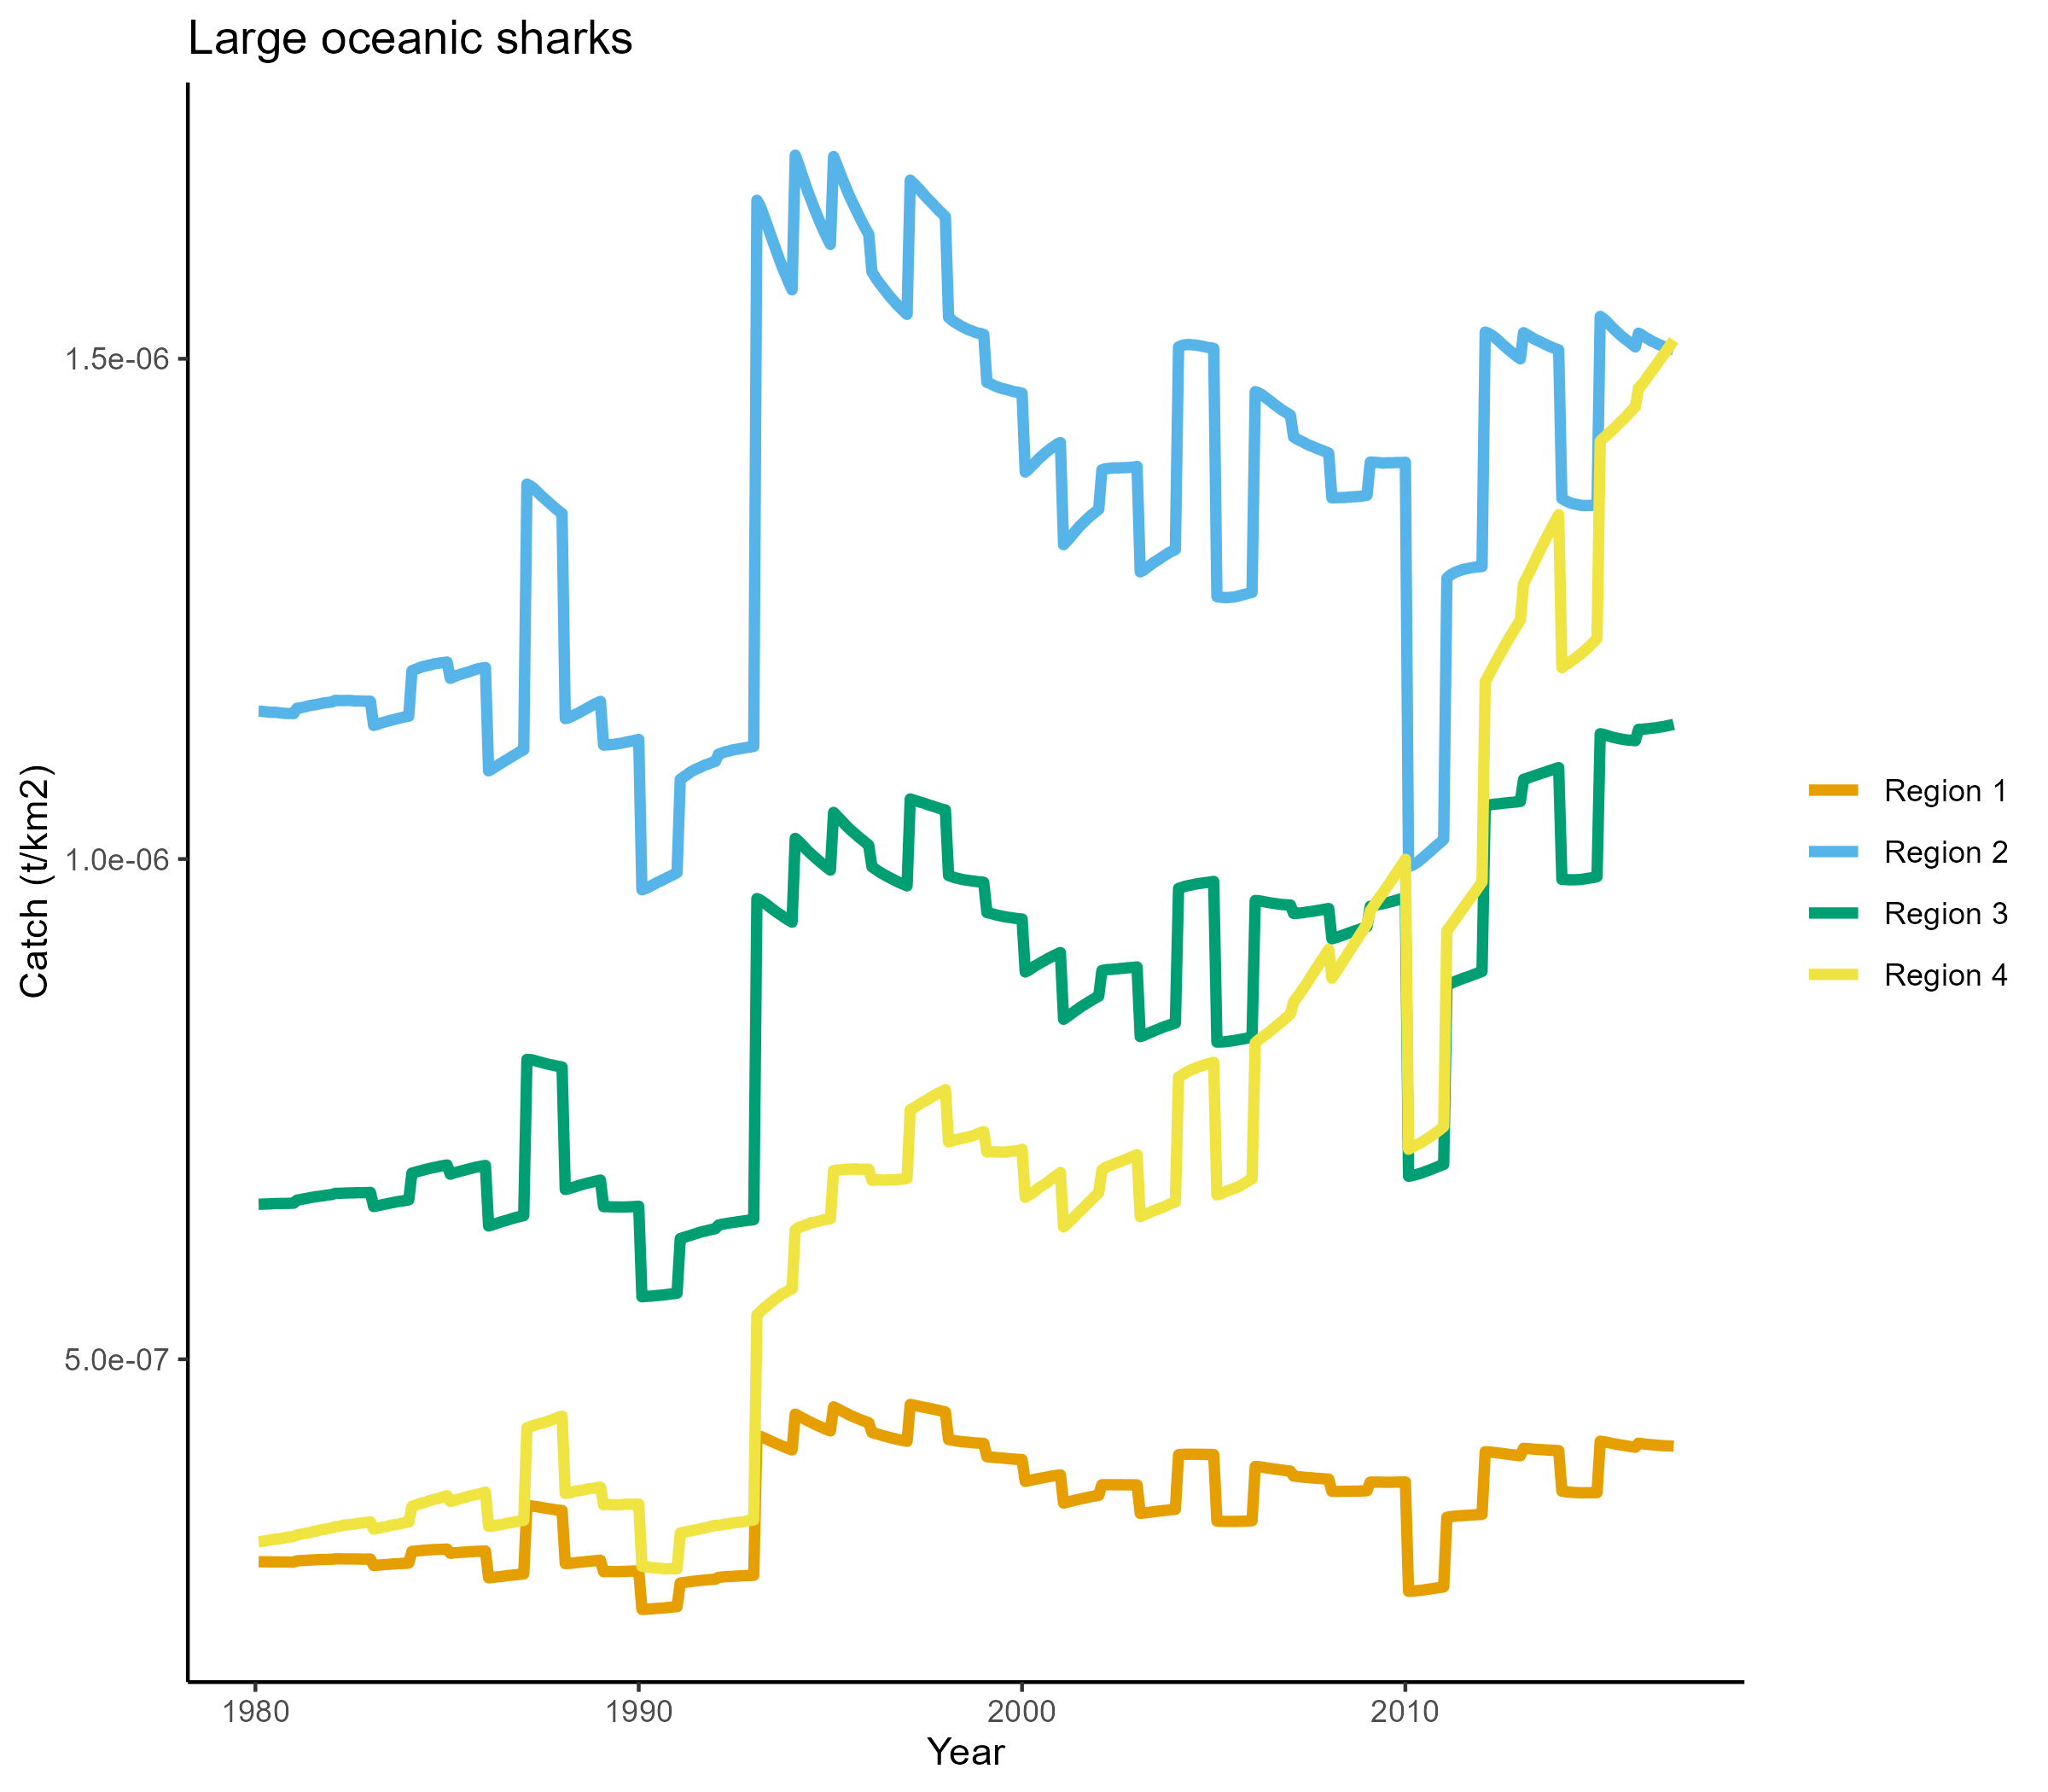 Large oceanic sharks
Catch (t/km2)
1.5e-06
1.0e-06
5.0e-07
1980
1990
2000
2010
Year
Region 1
Region 2
Region 3
Region 4